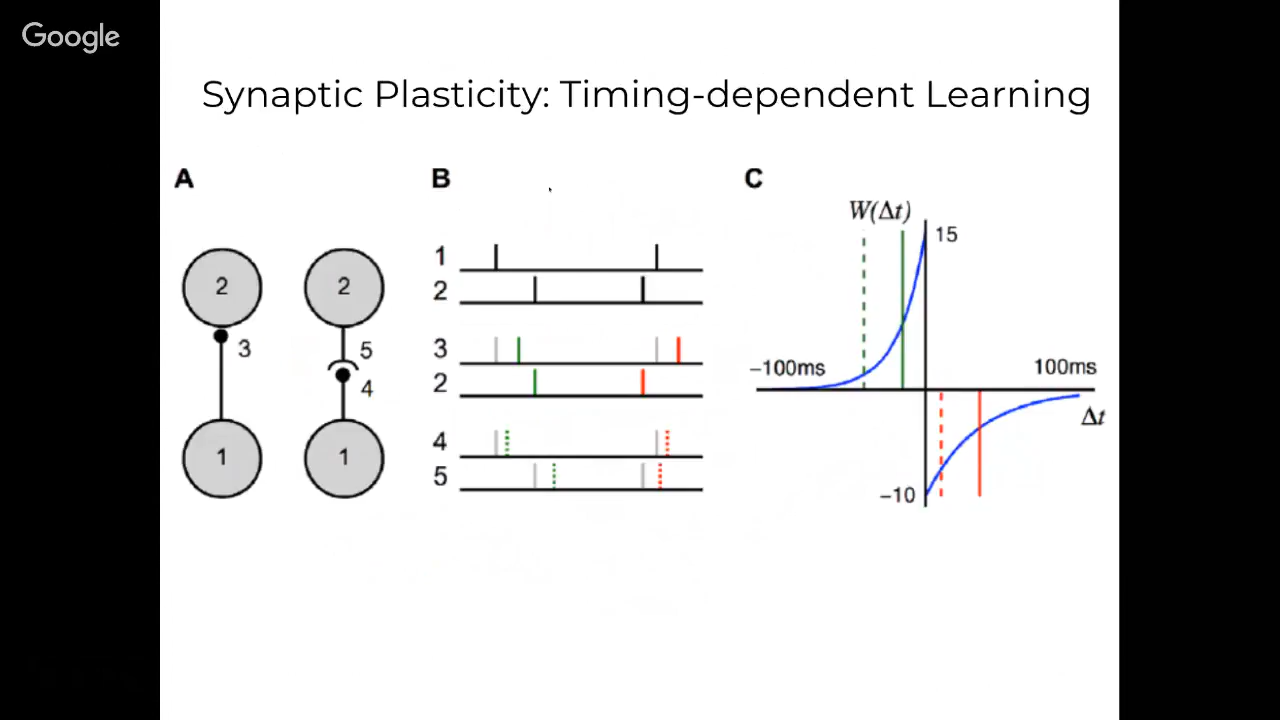 Google
Synaptic Plasticity: Timing-dependent Learning
A
2
3
1
2
5
4
1
B
1
2
3
2
4
5
C
W(Δt)
15
−100ms
100ms
Δt
−10